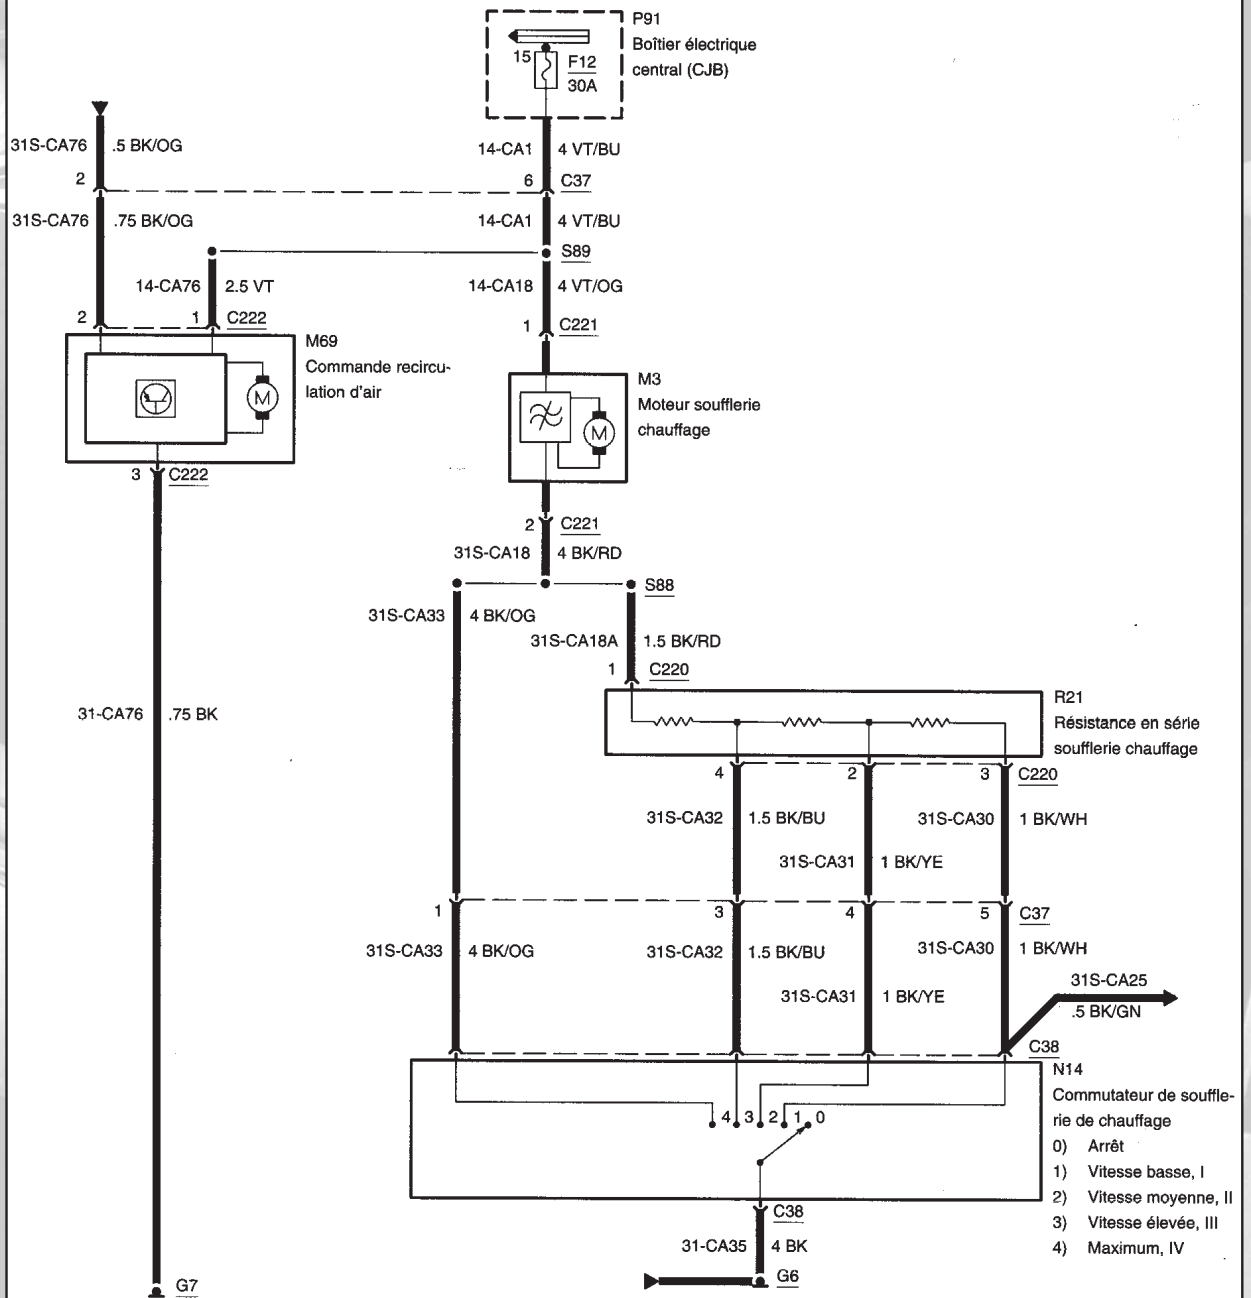 P91
Boîtier électrique
central (CJB)
15
F12
30A
31S-CA76 .5 BK/OG
14-CA1 4 VT/BU
2
6 C37
31S-CA76 .75 BK/OG
14-CA1 4 VT/BU
S89
14-CA76 2.5 VT
14-CA18 4 VT/OG
2
1 C222
1 C221
M69
Commande recircu-
lation d'air
M
M3
Moteur soufflerie
chauffage
M
3 C222
2 C221
31S-CA18 4 BK/RD
S88
31S-CA33 4 BK/OG
31S-CA18A 1.5 BK/RD
1 C220
R21
Résistance en série
soufflerie chauffage
31-CA76 .75 BK
4 2 3 C220
31S-CA32 1.5 BK/BU
31S-CA30 1 BK/WH
31S-CA31 1 BK/YE
1 3 4 5 C37
31S-CA33 4 BK/OG
31S-CA32 1.5 BK/BU
31S-CA30 1 BK/WH
31S-CA31 1 BK/YE
31S-CA25
.5 BK/GN
C38
N14
Commutateur de souffle-
rie de chauffage
4 3 2 1 0
0) Arrêt
1) Vitesse basse, I
2) Vitesse moyenne, II
3) Vitesse élevée, III
4) Maximum, IV
C38
31-CA35 4 BK
G6
G7